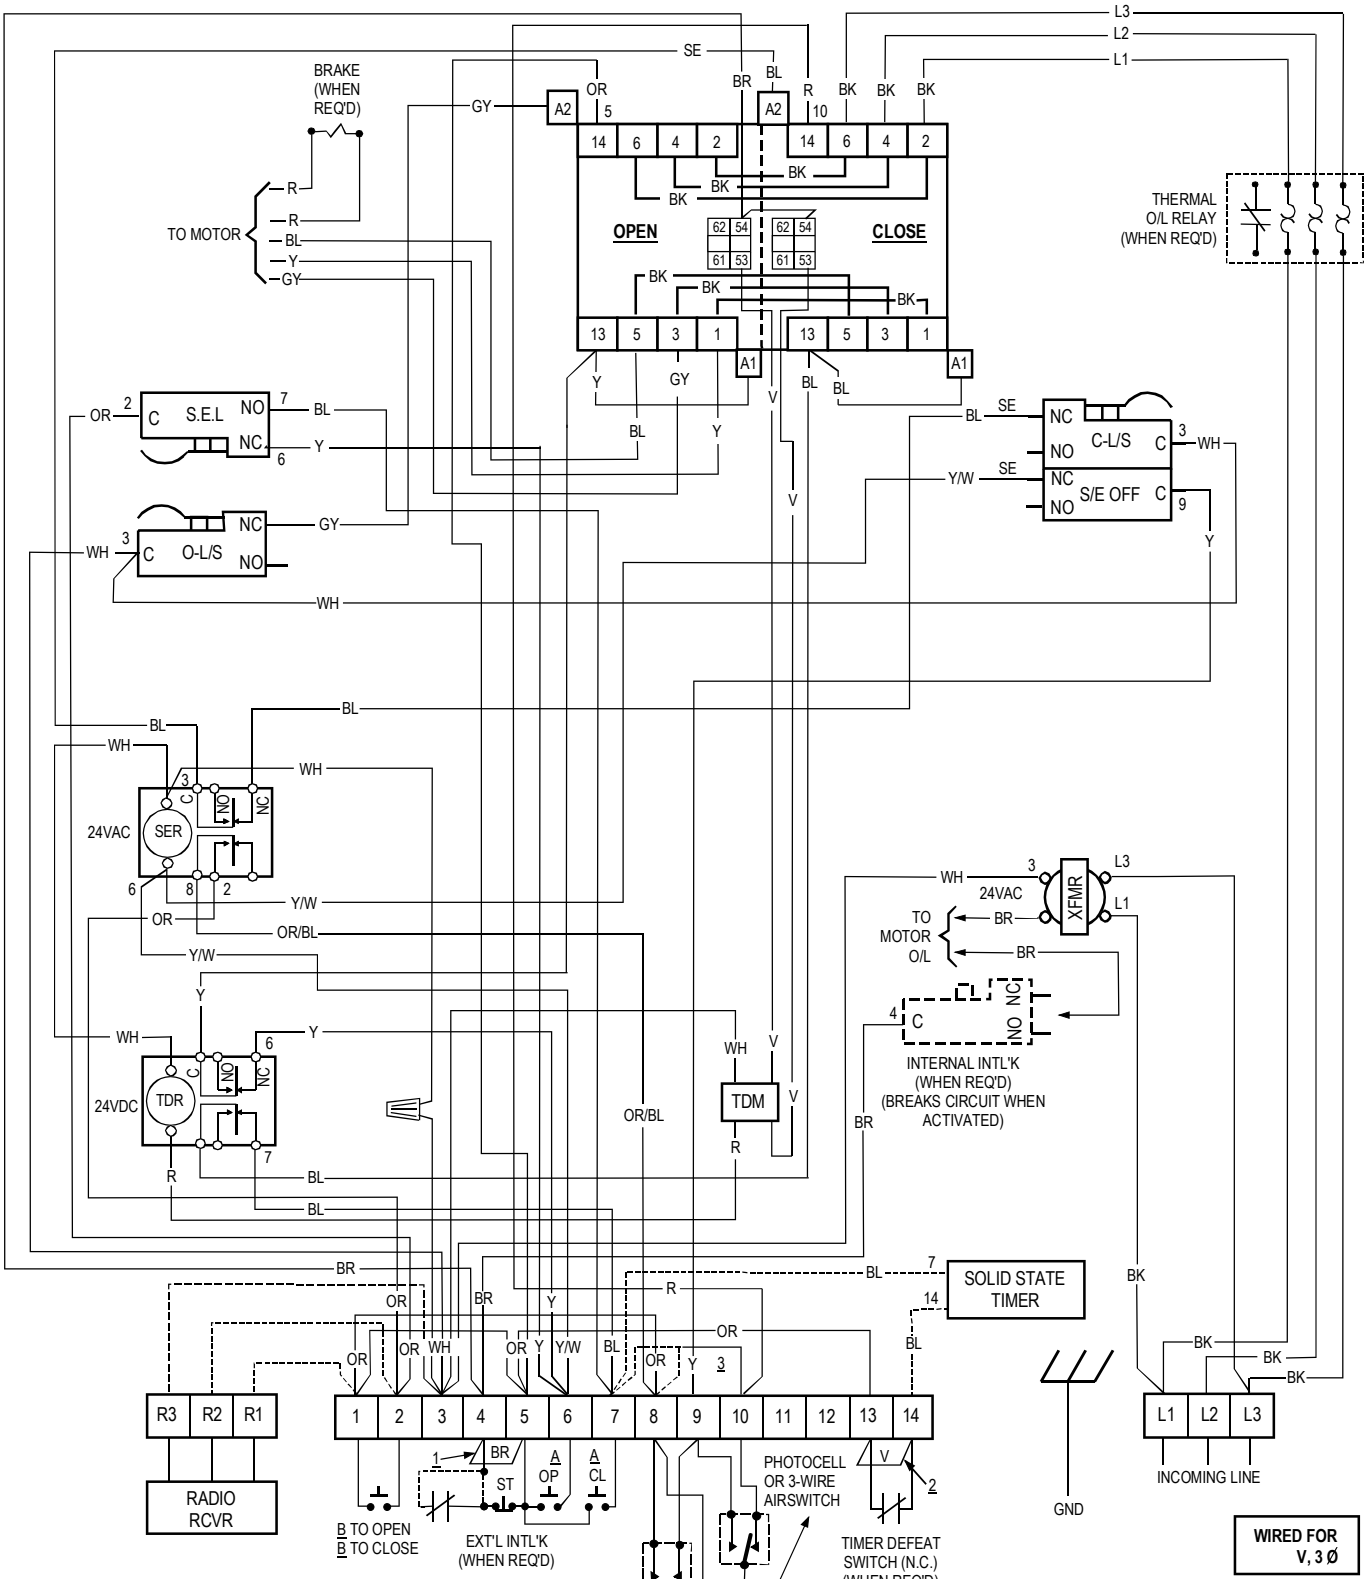 L3
L2
L1
SE
BRAKE
(WHEN
REQ'D)
BR
BL
OR
R
BK
BK
BK
GY
A2
5
A2
10
14
6
4
2
14
6
4
2
BK
BK
BK
R
R
BL
Y
GY
TO MOTOR
THERMAL
O/L RELAY
(WHEN REQ'D)
OPEN
62
54
61
53
62
54
61
53
CLOSE
BK
BK
BK
13
5
3
1
13
5
3
1
A1
A1
Y
GY
BL
BL
V
BL
Y
OR
2
C
S.E.L
NO
7
BL
NC
6
Y
BL
SE
NC
C-L/S
C
3
WH
NO
Y/W
SE
NC
S/E OFF
C
NO
9
V
Y
WH
3
C
O-L/S
NC
GY
NO
WH
BL
BL
WH
WH
3
C
NO
NC
24VAC
SER
6
8
2
Y/W
OR
OR/BL
Y/W
WH
3
24VAC
XFMR
L3
L1
TO
MOTOR
O/L
BR
BR
Y
WH
Y
6
C
NO
NC
24VDC
TDR
7
R
BL
BL
WH
V
TDM
V
R
OR/BL
4
C
NC
NO
INTERNAL INTL'K
(WHEN REQ'D)
(BREAKS CIRCUIT WHEN
ACTIVATED)
BR
BR
BL
7
14
SOLID STATE
TIMER
BK
OR
BR
Y
R
OR
BL
OR
OR
WH
OR
Y
Y/W
BL
OR
Y
3
BK
BK
BK
R3
R2
R1
RADIO
RCVR
1
2
3
4
5
6
7
8
9
10
11
12
13
14
L1
L2
L3
INCOMING LINE
GND
1
BR
ST
A
OP
A
CL
B TO OPEN
B TO CLOSE
EXT'L INTL'K
(WHEN REQ'D)
PHOTOCELL
OR 3-WIRE
AIRSWITCH
V
2
TIMER DEFEAT
SWITCH (N.C.)
(WHEN REQ'D)
WIRED FOR
V, 3 Ø